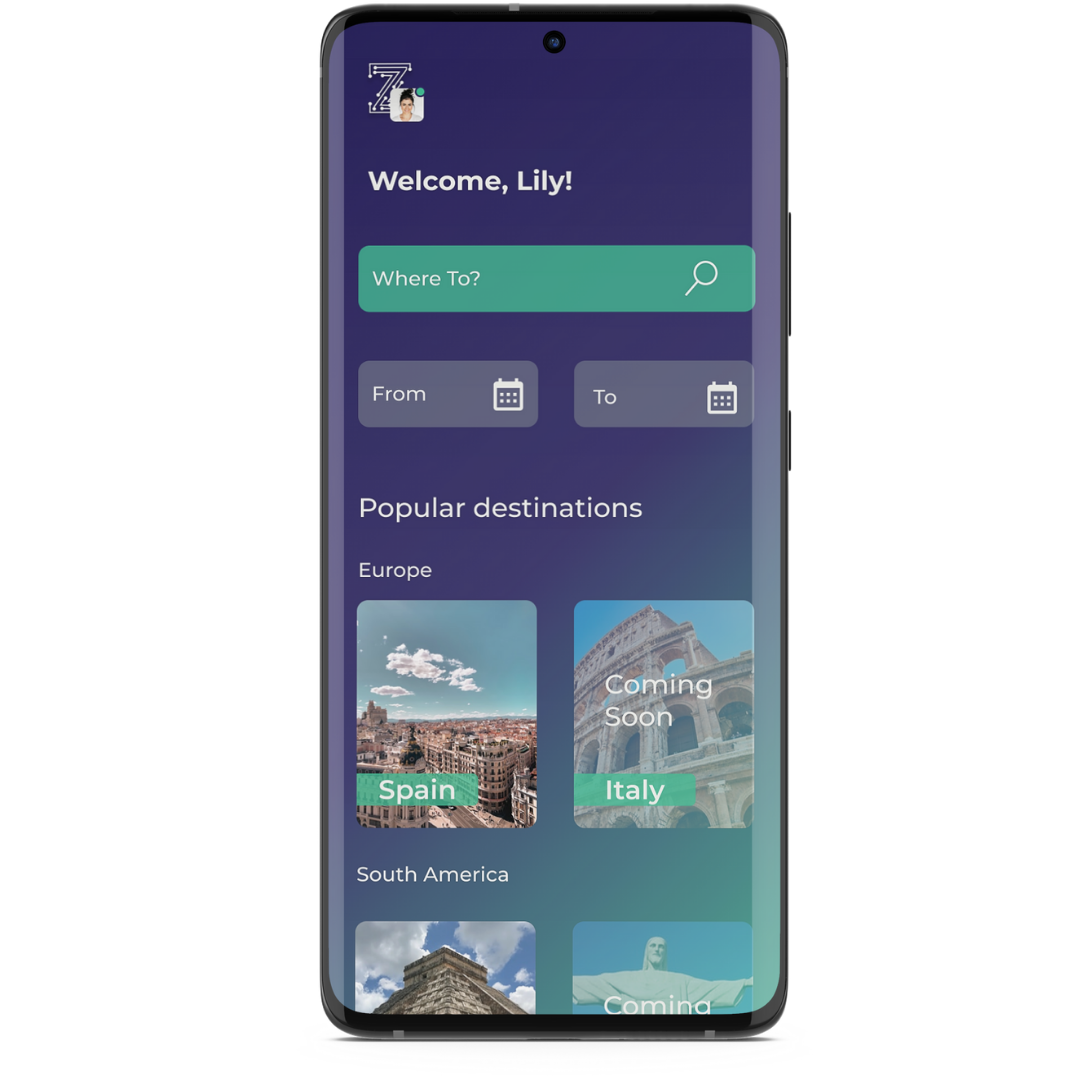 Z
Welcome, Lily!
Where To?
From
To
Popular destinations
Europe
Coming
Soon
Spain
Italy
South America
Coming